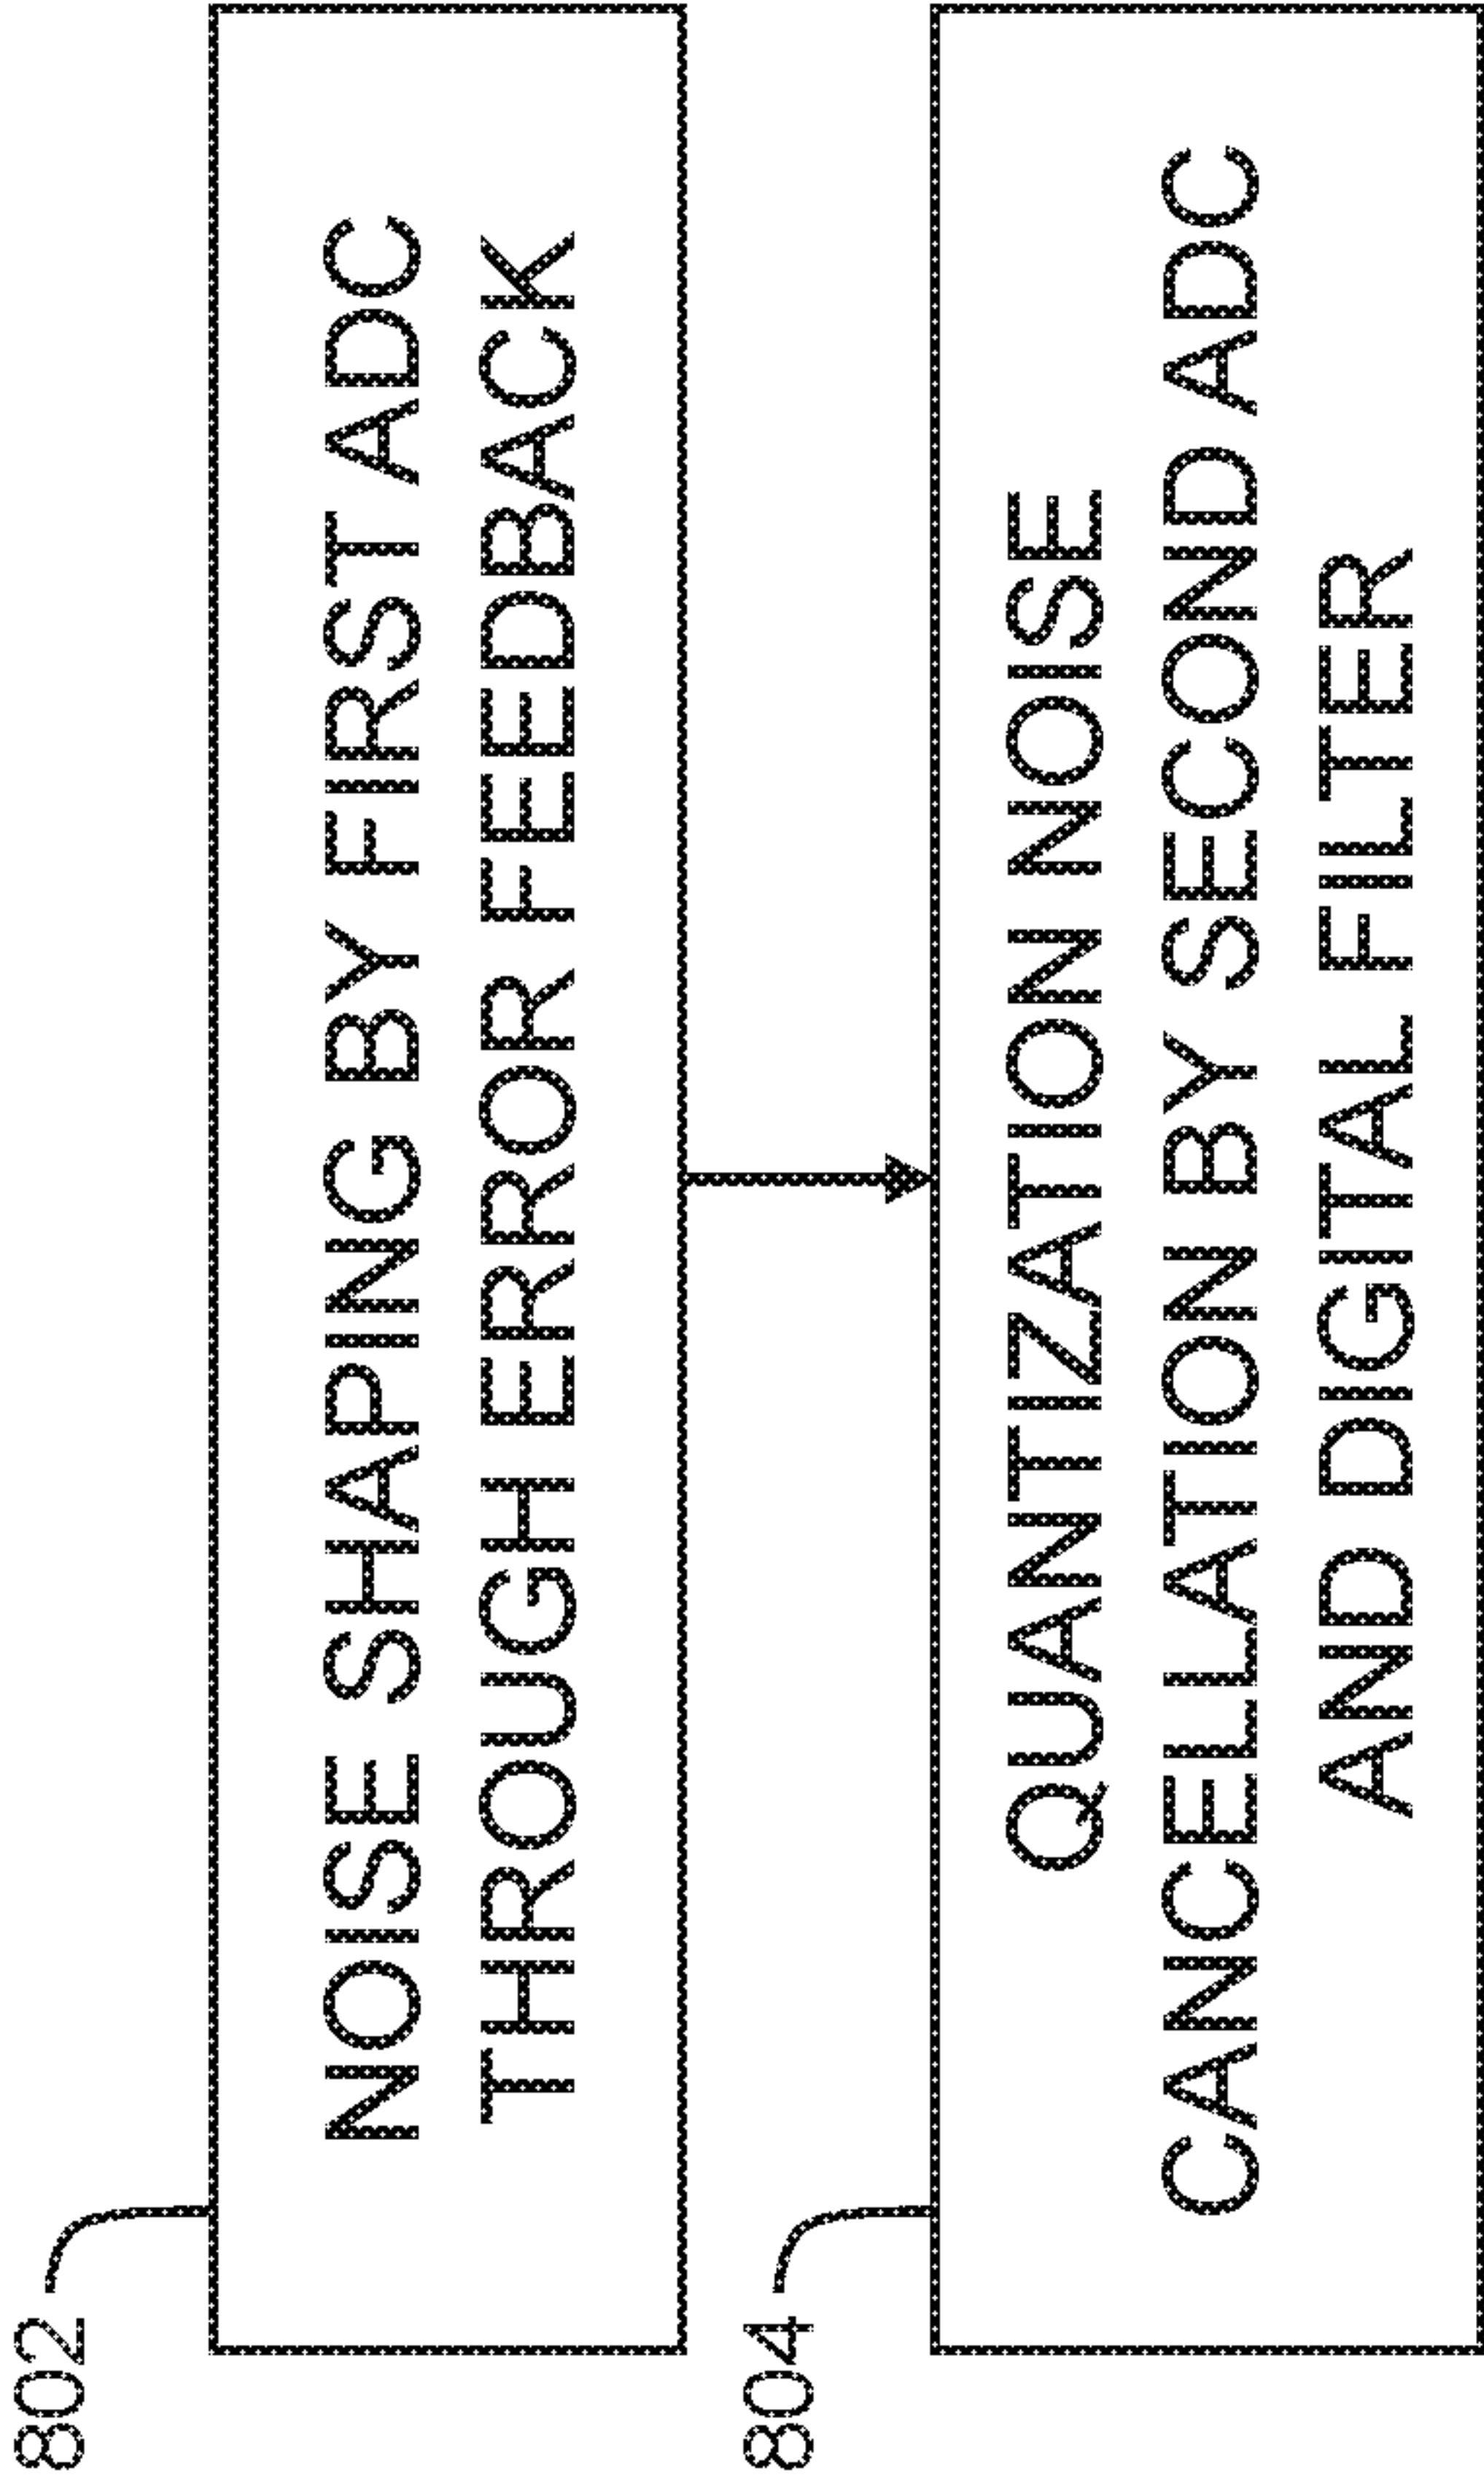 802
NOISE SHAPING BY FIRST ADC
THROUGH ERROR FEEDBACK
804
QUANTIZATION NOISE
CANCELLATION BY SECOND ADC
AND DIGITAL FILTER